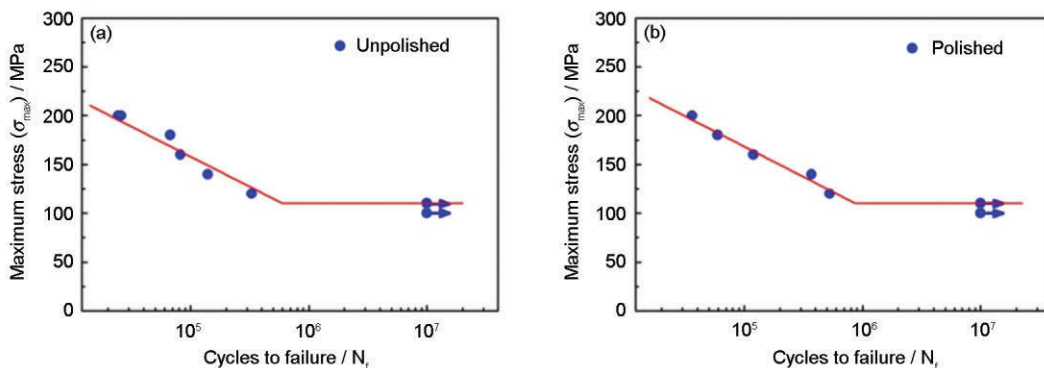 (a)
Unpolished
300
250
200
150
100
50
0
Maximum stress (σmax) / MPa
10⁵
10⁶
10⁷
Cycles to failure / Nf
(b)
Polished
300
250
200
150
100
50
0
Maximum stress (σmax) / MPa
10⁵
10⁶
10⁷
Cycles to failure / Nf